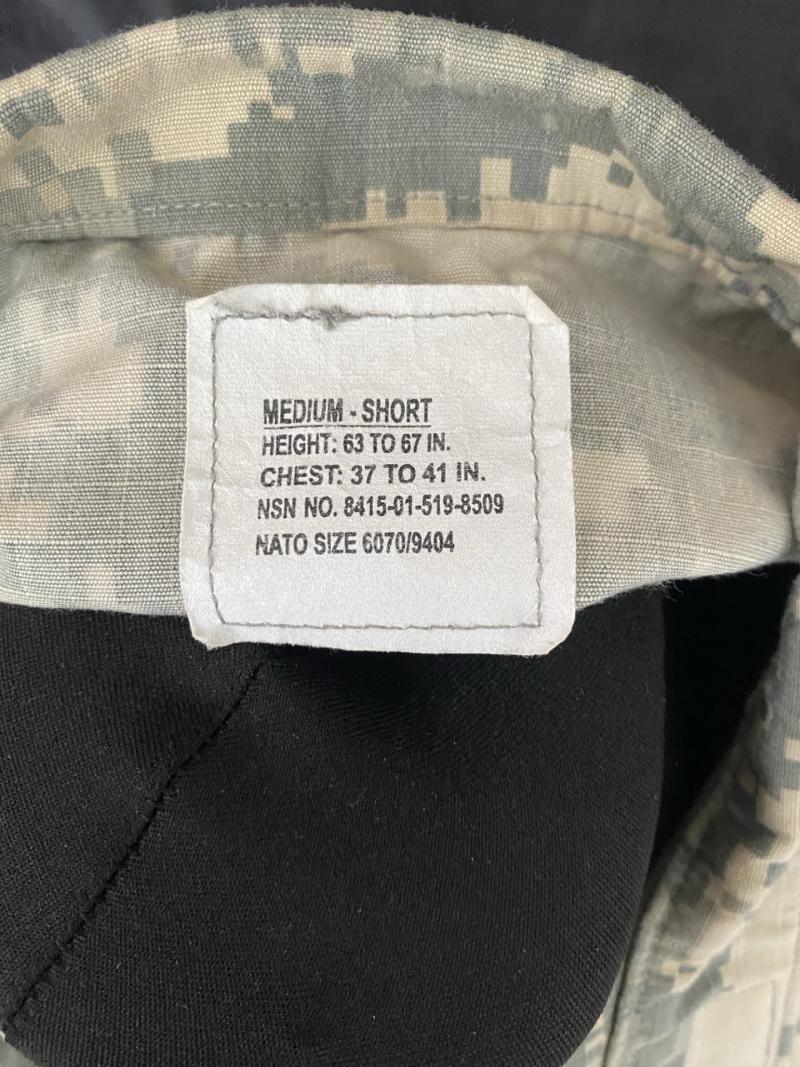 MEDIUM - SHORT
HEIGHT: 63 TO 67 IN.
CHEST: 37 TO 41 IN.
NSN NO. 8415-01-519-8509
NATO SIZE 6070/9404